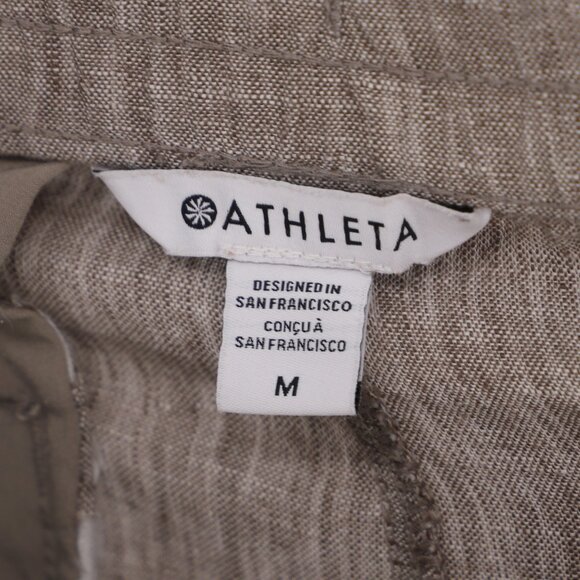 ATHLETA
DESIGNED IN
SAN FRANCISCO
CONÇU À
SAN FRANCISCO
M